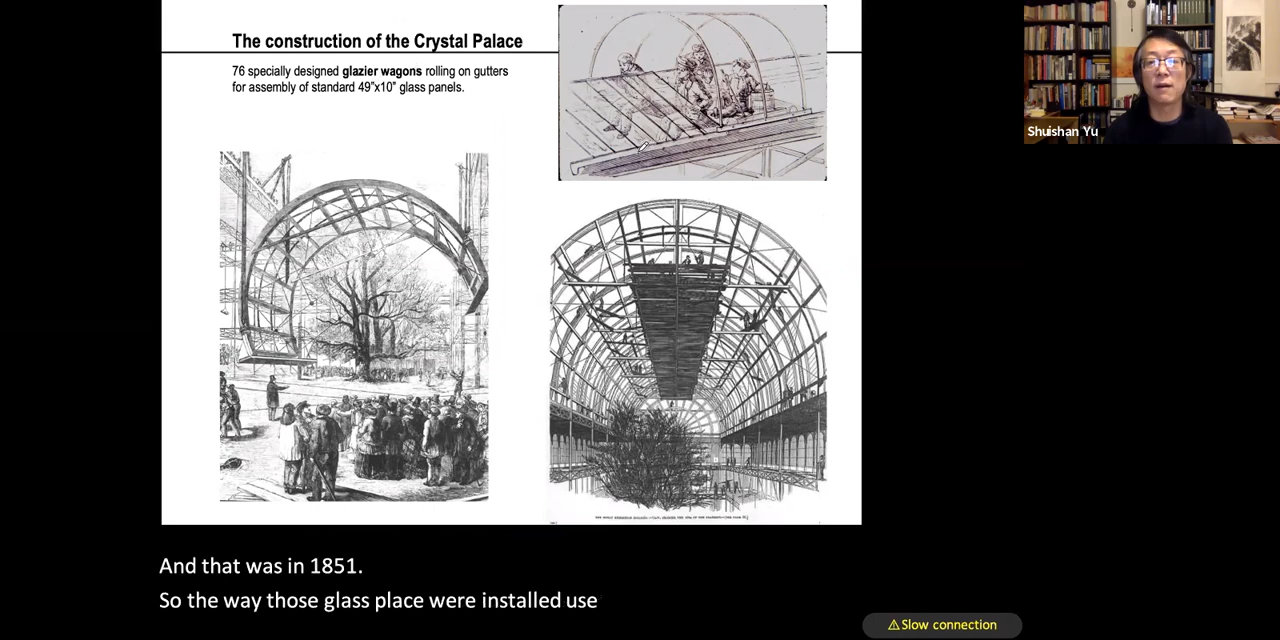 The construction of the Crystal Palace
76 specially designed glazier wagons rolling on gutters
for assembly of standard 49"x10" glass panels.
Shuishan Yu
And that was in 1851.
So the way those glass place were installed use
⚠Slow connection